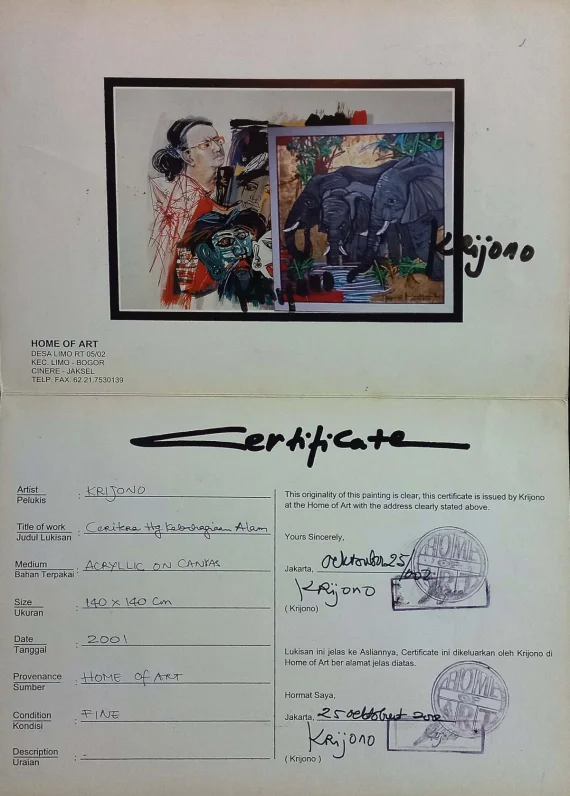 Krijono
HOME OF ART
DESA LIMO RT 05/02
KEC. LIMO - BOGOR
CINERE - JAKSEL
TELP. FAX. 62.21.7530139
Certificate
Artist
Pelukis : KRIJONO
Title of work
Judul Lukisan : Ceritera ttg Kebahagiaan Alam
Medium
Bahan Terpakai : ACRYLLIC ON CANVAS
Size
Ukuran : 140 x 140 Cm
Date
Tanggal : 2001
Provenance
Sumber : HOME of ART
Condition
Kondisi : FINE
Description
Uraian : -
This originality of this painting is clear, this certificate is issued by Krijono
at the Home of Art with the address clearly stated above.
Yours Sincerely,
Jakarta, Oktober 25/2002
Krijono
( Krijono)
HOME
OF
ART
Lukisan ini jelas ke Asliannya, Certificate ini dikeluarkan oleh Krijono di
Home of Art ber alamat jelas diatas.
Hormat Saya,
Jakarta, 25 2002
Krijono
( Krijono )
HOME
OF
ART